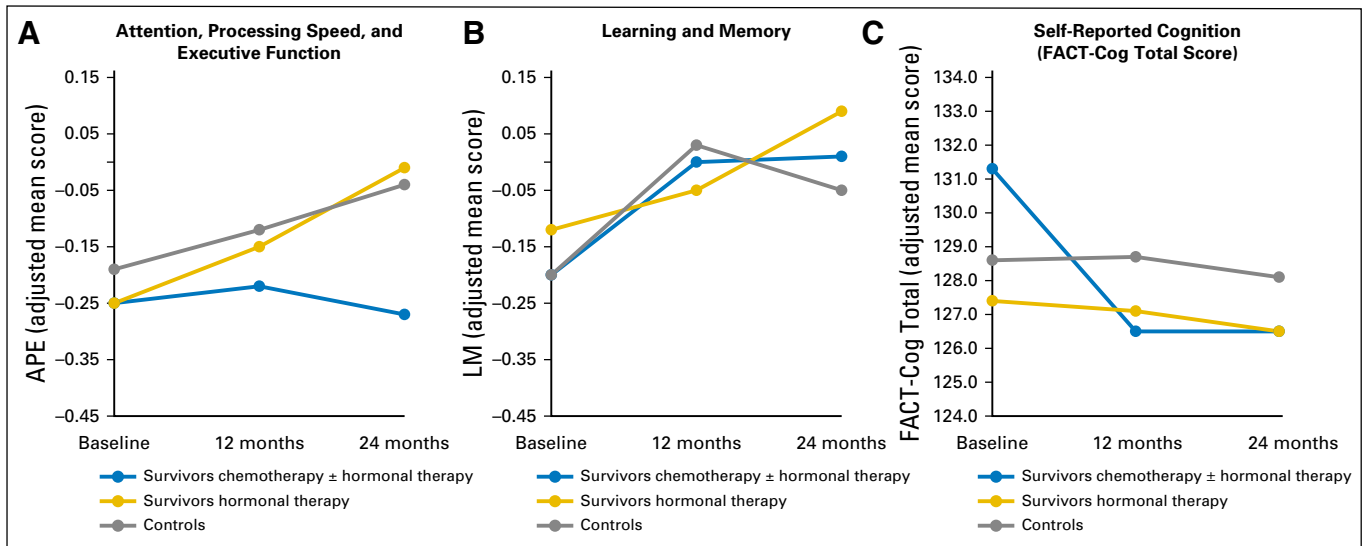 A
Attention, Processing Speed, and
Executive Function
APE (adjusted mean score)
0.15
0.05
−0.05
−0.15
−0.25
−0.35
−0.45
Baseline
12 months
24 months
Survivors chemotherapy ± hormonal therapy
Survivors hormonal therapy
Controls
B
Learning and Memory
LM (adjusted mean score)
0.15
0.05
−0.05
−0.15
−0.25
−0.35
−0.45
Baseline
12 months
24 months
Survivors chemotherapy ± hormonal therapy
Survivors hormonal therapy
Controls
C
Self-Reported Cognition
(FACT-Cog Total Score)
FACT-Cog Total (adjusted mean score)
134.0
133.0
132.0
131.0
130.0
129.0
128.0
127.0
126.0
125.0
124.0
Baseline
12 months
24 months
Survivors chemotherapy ± hormonal therapy
Survivors hormonal therapy
Controls